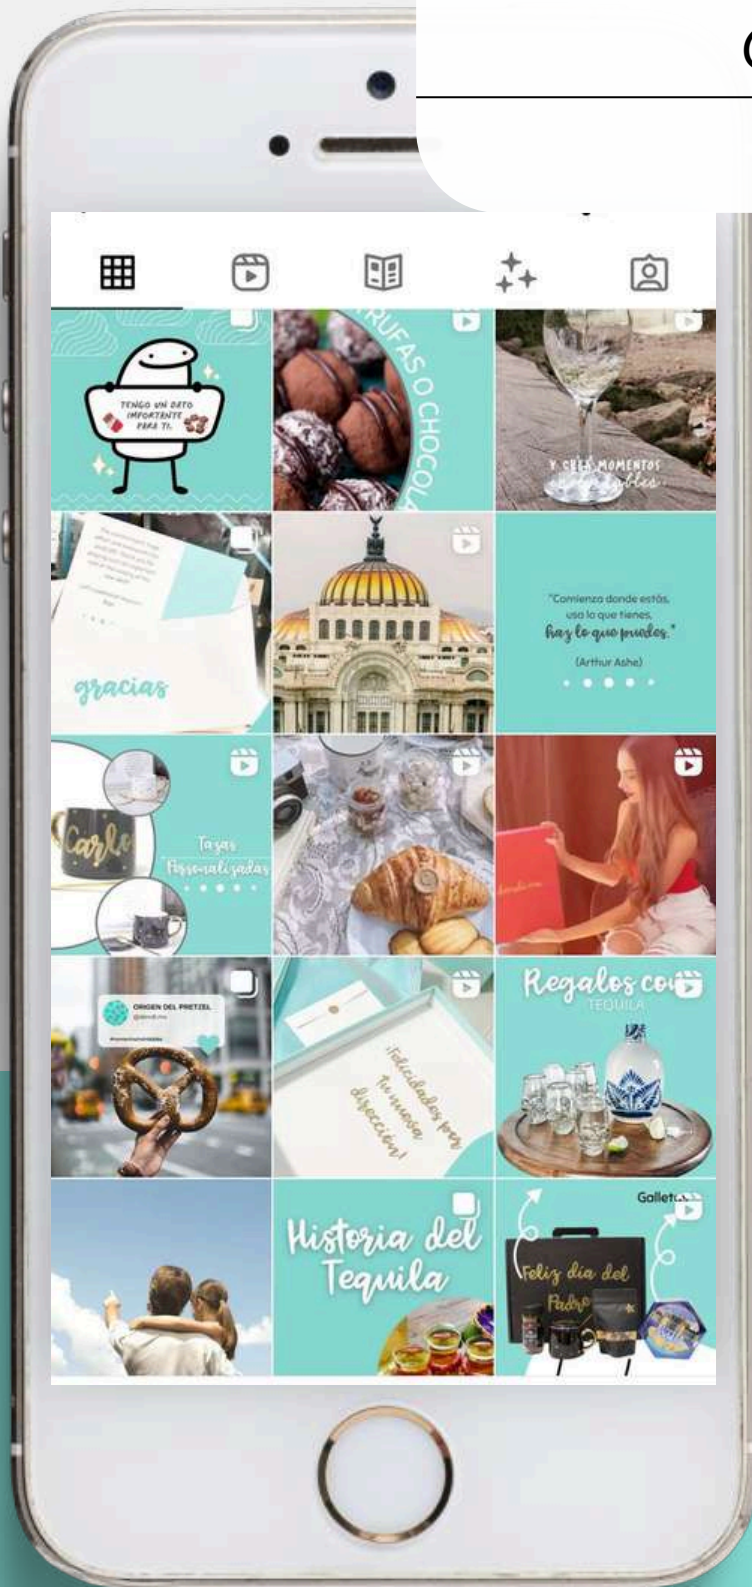 TENGO UN DATO
IMPORTANTE
PARA TI.
RUFAS O CHOCOLA
Y CREA MOMENTOS
gracias
"Comienza donde estás,
usa lo que tienes,
haz lo que puedes."
(Arthur Ashe)
Carlo
Tazas
Personalizadas
ORIGEN DEL PRETZEL
¡Felicidades por
Tu nueva
dirección!
Regalos con
TEQUILA
Historia del
Tequila
Galletas
Feliz día del
Padre